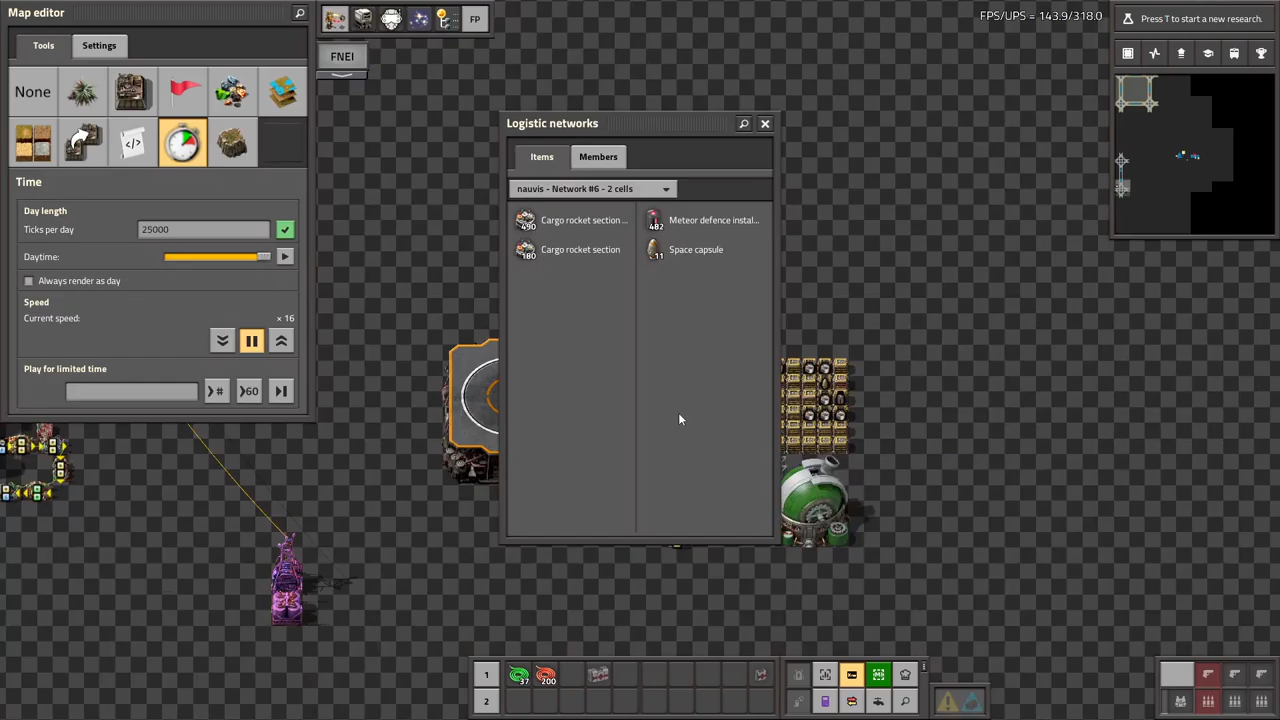 Map editor
Tools
Settings
None
Time
Day length
Ticks per day
25000
Daytime:
Always render as day
Speed
Current speed:
× 16
Play for limited time
#
60
FP
FNEI
FPS/UPS = 143.9/318.0
Press T to start a new research.
Logistic networks
Items
Members
nauvis - Network #6 - 2 cells
490
Cargo rocket section ...
482
Meteor defence instal...
180
Cargo rocket section
11
Space capsule
1
37
200
2